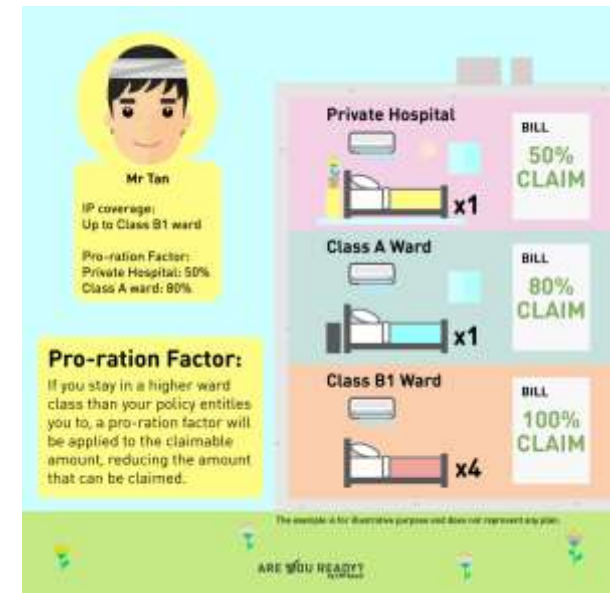 Mr Tan
IP coverage:
Up to Class B1 ward
Pro-ration Factor:
Private Hospital: 50%
Class A ward: 80%
Pro-ration Factor:
If you stay in a higher ward
class than your policy entitles
you to, a pro-ration factor will
be applied to the claimable
amount, reducing the amount
that can be claimed.
Private Hospital
x1
BILL
50%
CLAIM
Class A Ward
x1
BILL
80%
CLAIM
Class B1 Ward
x4
BILL
100%
CLAIM
The example is for illustrative purpose and does not represent any plan.
ARE YOU READY?